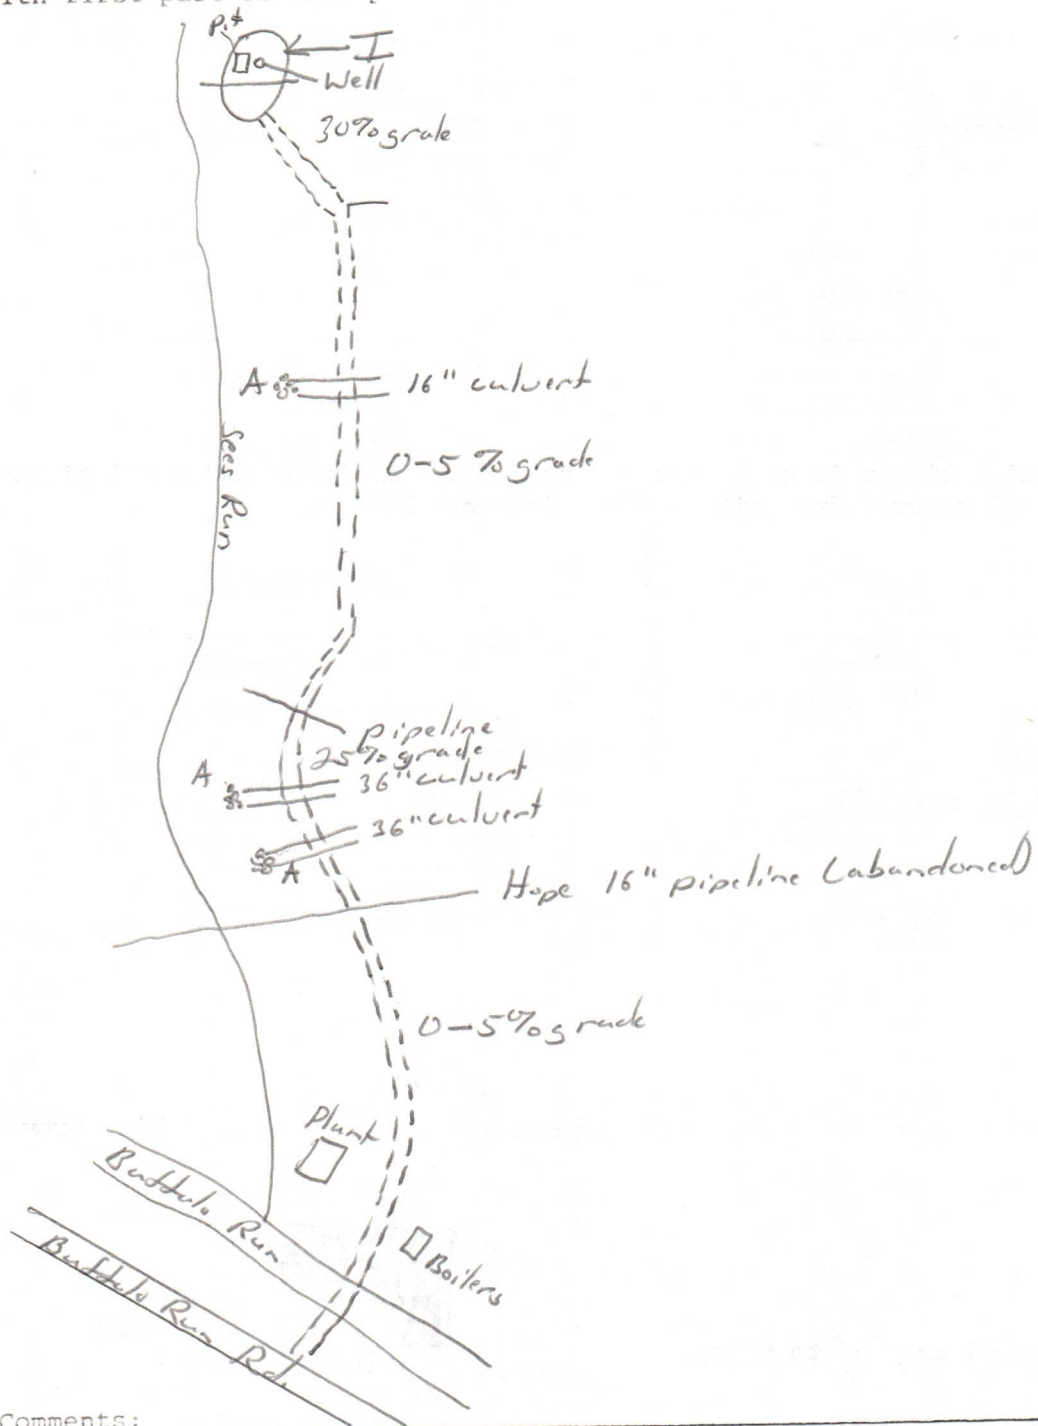 Pit
I
Well
30% grade
A
16" culvert
0-5% grade
Sees Run
pipeline
25% grade
A
36" culvert
36" culvert
A
Hope 16" pipeline (abandoned)
0-5% grade
Plant
Buffalo Run
Boilers
Buffalo Run Rd.
Comments: